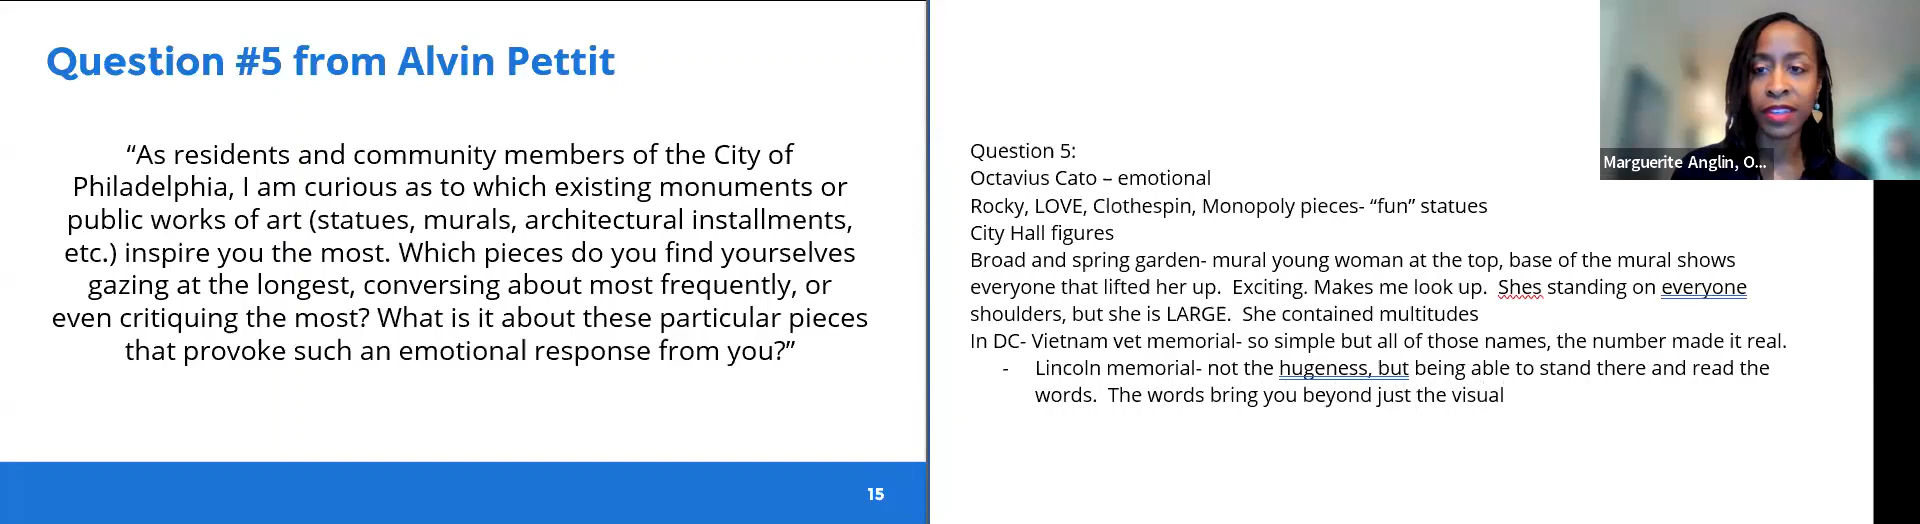 Question #5 from Alvin Pettit
“As residents and community members of the City of
Philadelphia, I am curious as to which existing monuments or
public works of art (statues, murals, architectural installments,
etc.) inspire you the most. Which pieces do you find yourselves
gazing at the longest, conversing about most frequently, or
even critiquing the most? What is it about these particular pieces
that provoke such an emotional response from you?”
15
Question 5:
Octavius Cato – emotional
Rocky, LOVE, Clothespin, Monopoly pieces- “fun” statues
City Hall figures
Broad and spring garden- mural young woman at the top, base of the mural shows
everyone that lifted her up.  Exciting. Makes me look up.  Shes standing on everyone
shoulders, but she is LARGE.  She contained multitudes
In DC- Vietnam vet memorial- so simple but all of those names, the number made it real.
- Lincoln memorial- not the hugeness, but being able to stand there and read the
words.  The words bring you beyond just the visual
Marguerite Anglin, O...